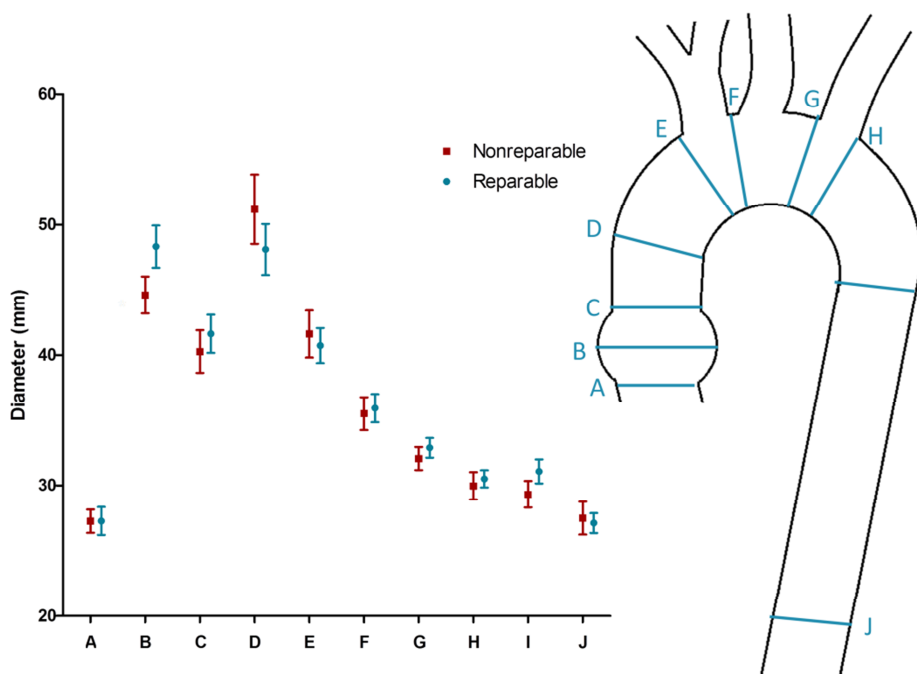 60
50
40
30
20
Diameter (mm)
Nonreparable
Reparable
A B C D E F G H I J
F
G
E
H
D
C
B
A
J